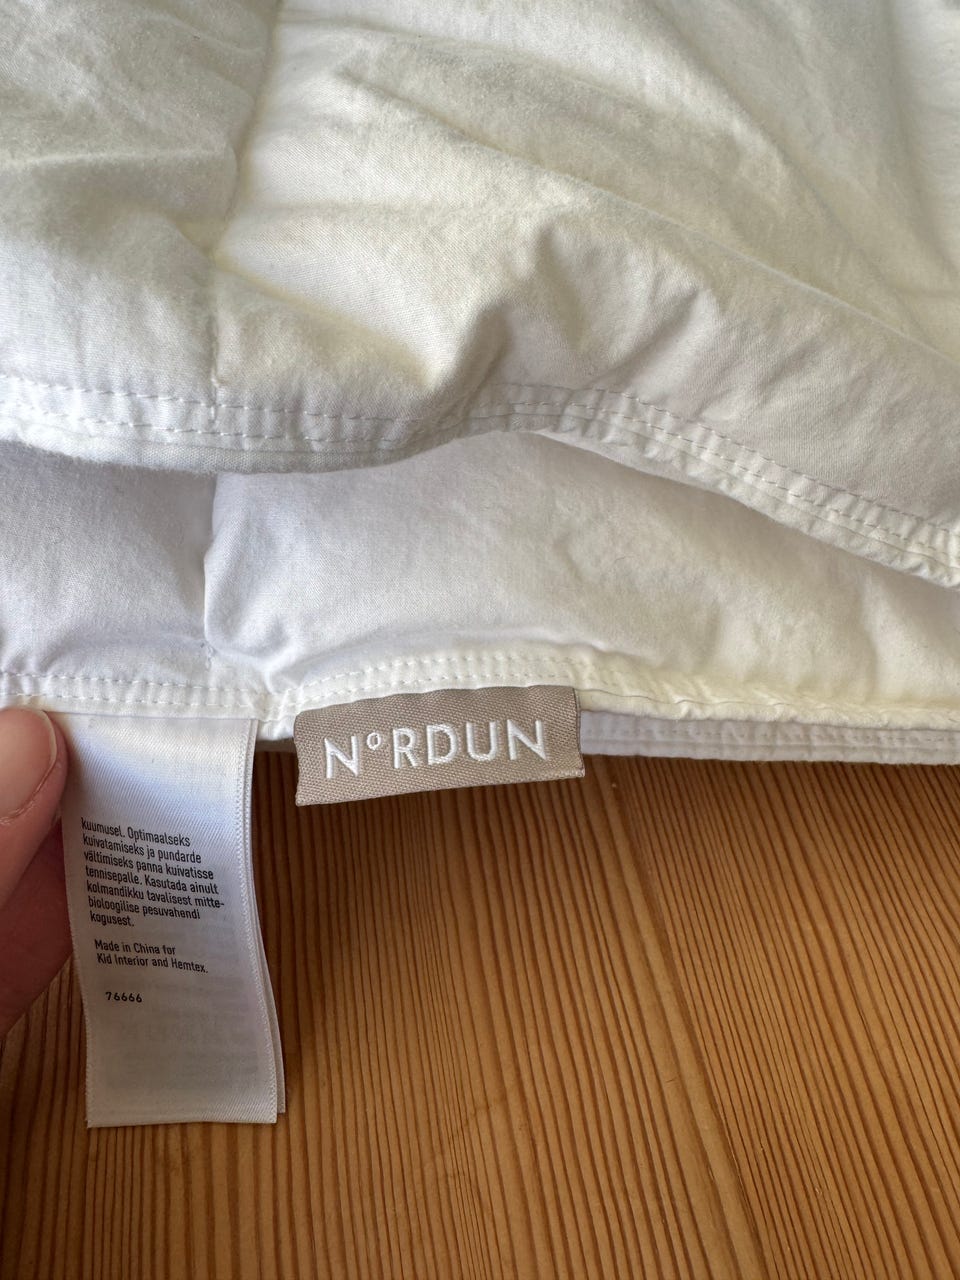 NºRDUN
kuumusel. Optimaalseks
kuivatamiseks ja pundarde
vältimiseks panna kuivatisse
tennisepalle. Kasutada ainult
kolmandikku tavalisest mitte-
bioloogilise pesuvahendi
kogusest.
Made in China for
Kid Interior and Hemtex.
76666